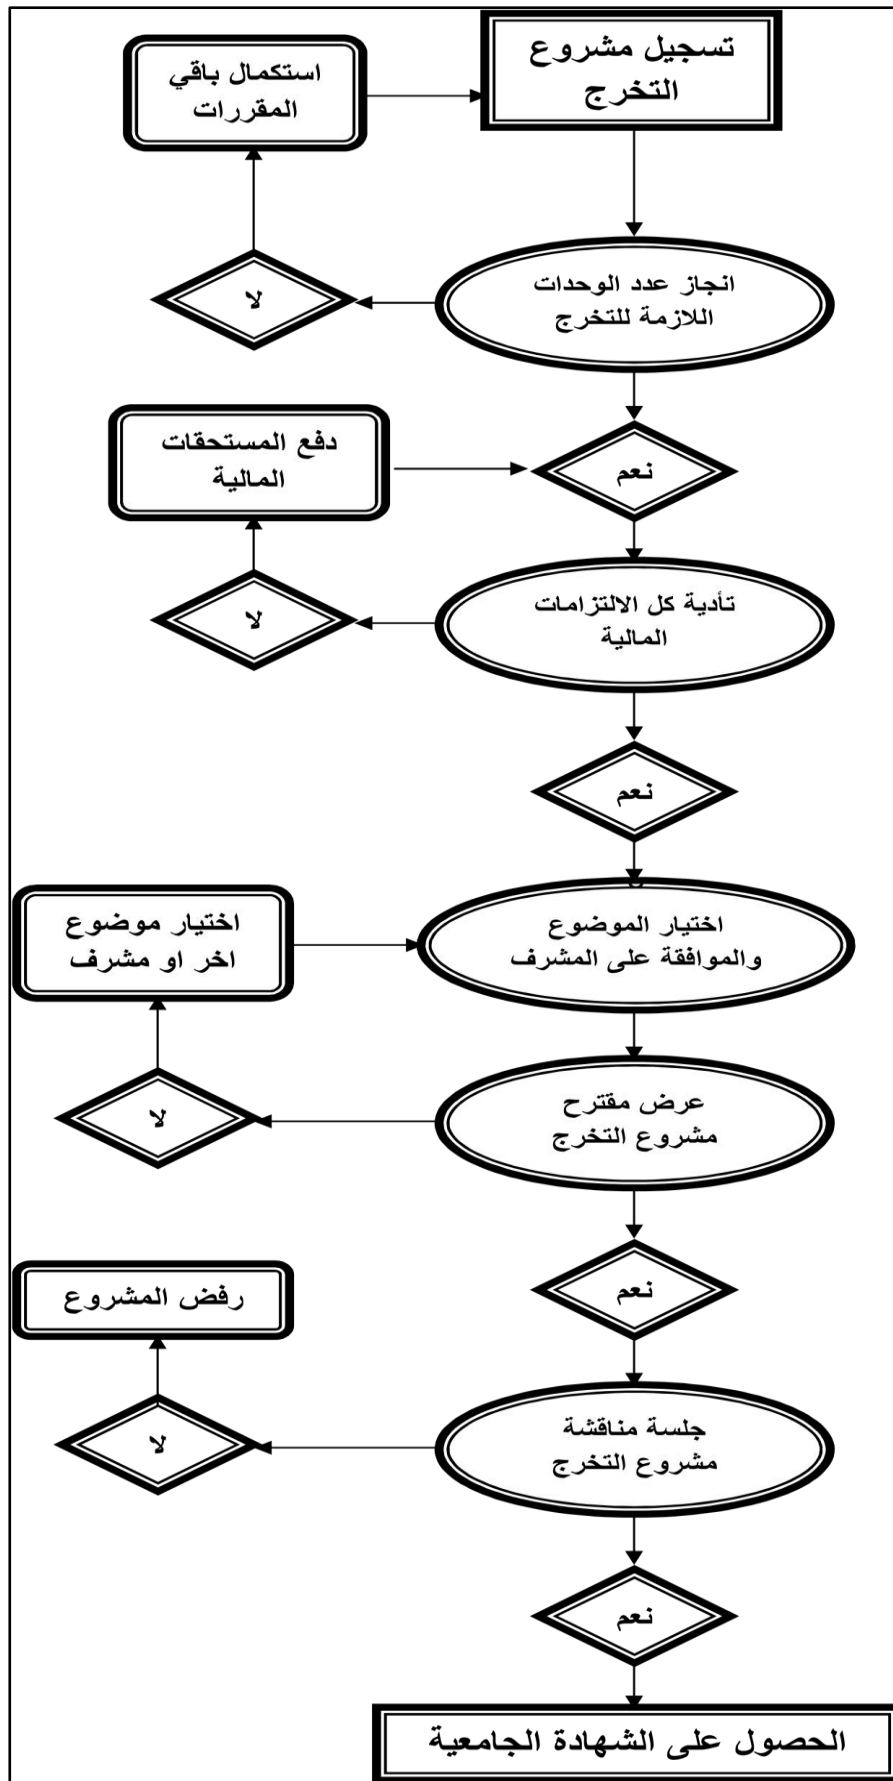 تسجيل مشروع
التخرج
استكمال باقي
المقررات
انجاز عدد الوحدات
اللازمة للتخرج
لا
نعم
دفع المستحقات
المالية
تأدية كل الالتزامات
المالية
لا
نعم
اختيار الموضوع
والموافقة على المشرف
اختيار موضوع
اخر او مشرف
عرض مقترح
مشروع التخرج
لا
نعم
رفض المشروع
جلسة مناقشة
مشروع التخرج
لا
نعم
الحصول على الشهادة الجامعية